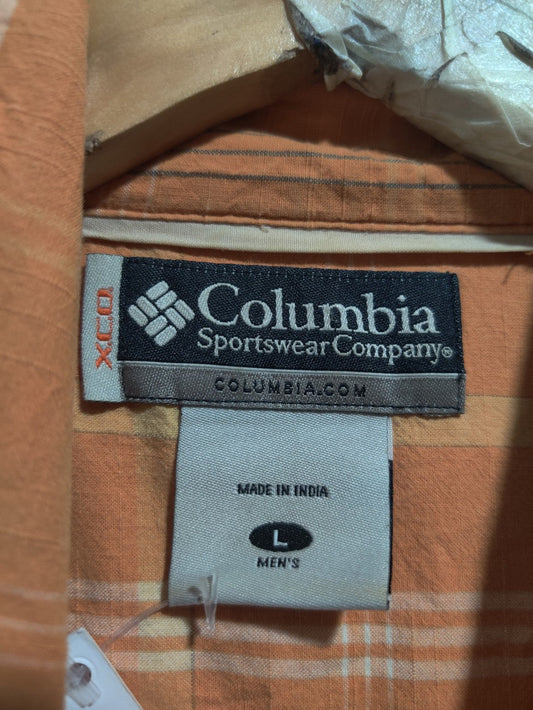 XCO
Columbia
Sportswear Company®
COLUMBIA.COM
MADE IN INDIA
L
MEN'S